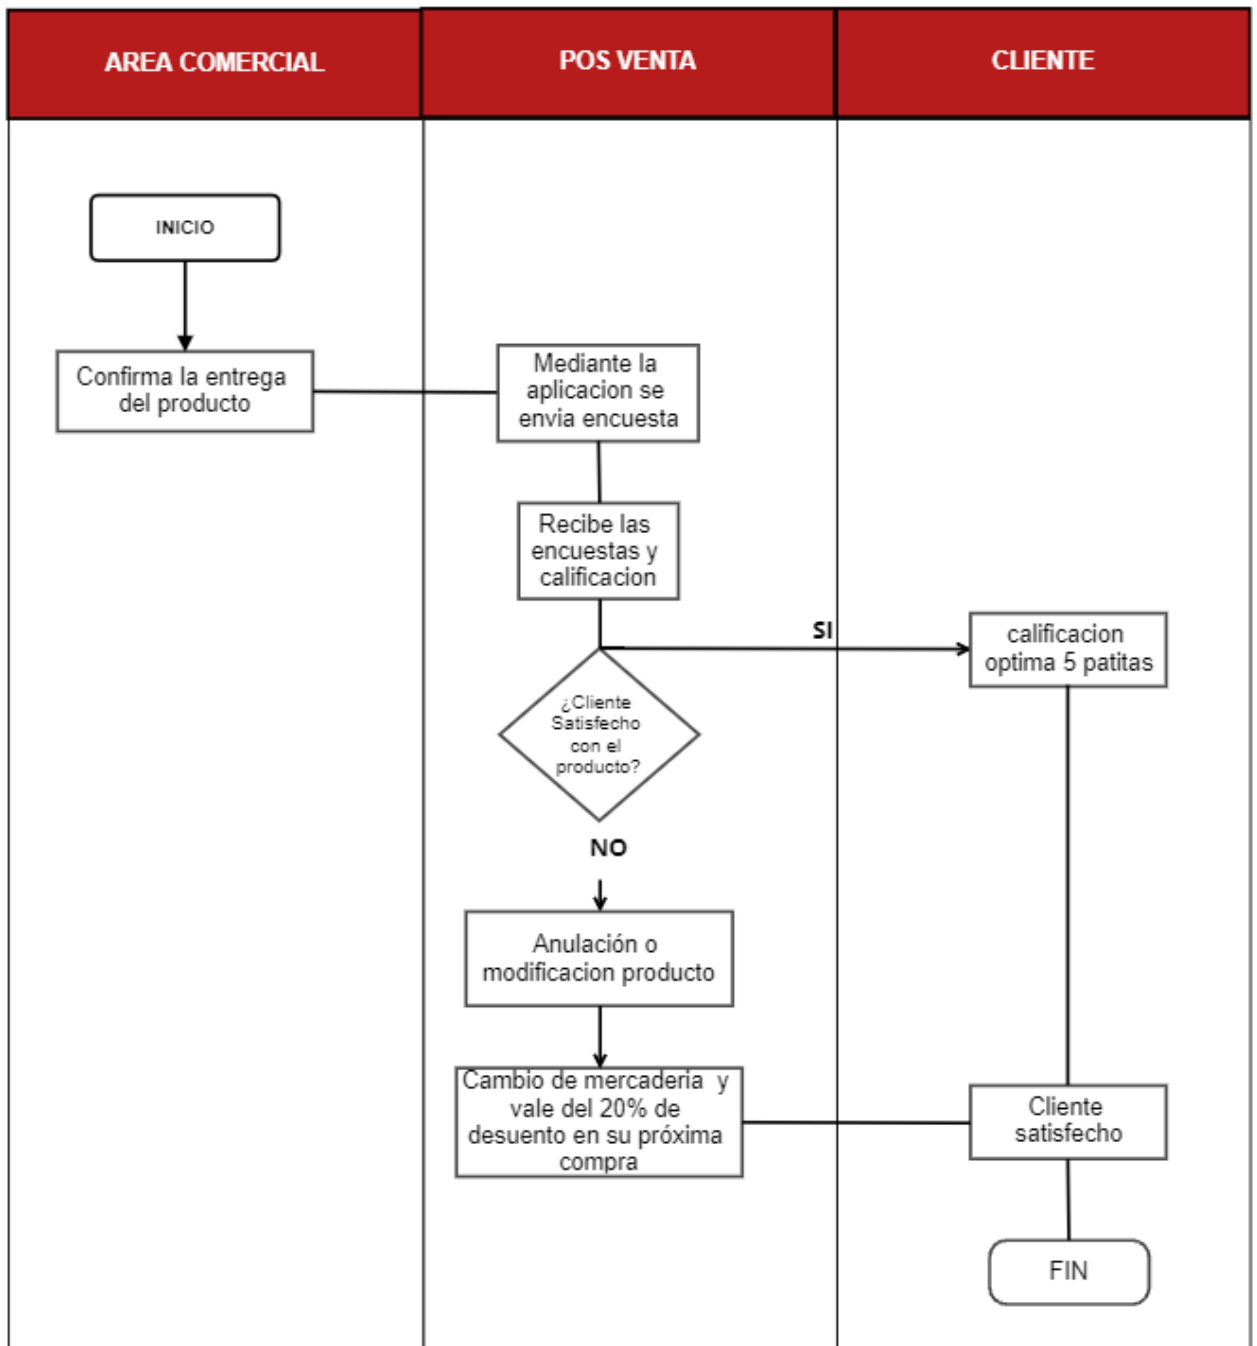 AREA COMERCIAL
POS VENTA
CLIENTE
INICIO
Confirma la entrega
del producto
Mediante la
aplicacion se
envia encuesta
Recibe las
encuestas y
calificacion
SI
calificacion
optima 5 patitas
¿Cliente
Satisfecho
con el
producto?
NO
Anulación o
modificacion producto
Cambio de mercaderia y
vale del 20% de
desuento en su próxima
compra
Cliente
satisfecho
FIN